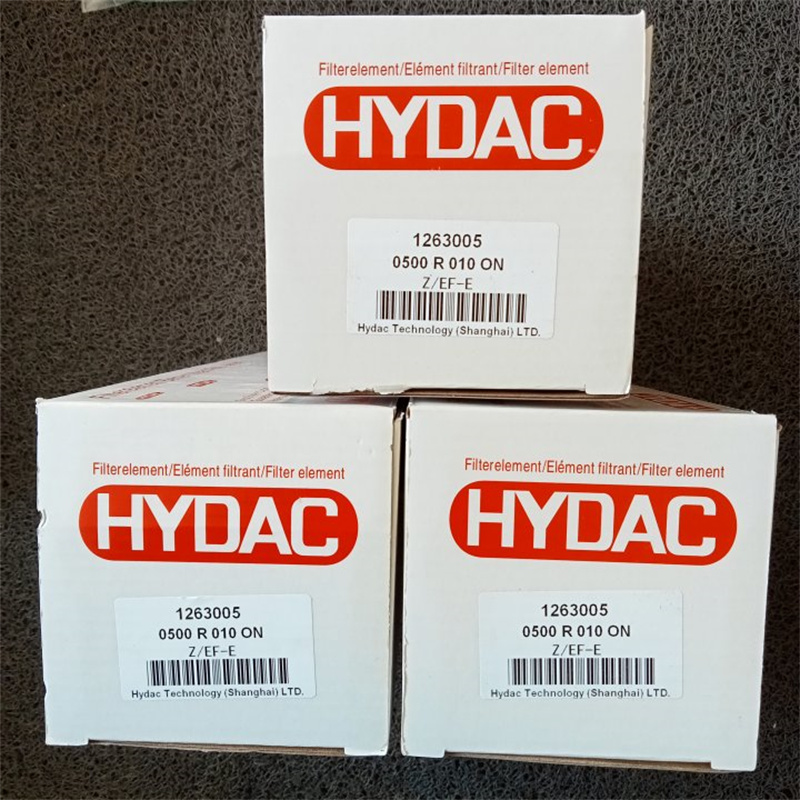 Filterelement/Elément filtrant/Filter element
HYDAC
1263005
0500 R 010 ON
Z/EF-E
Hydac Technology (Shanghai) LTD.
Filterelement/Elément filtrant/Filter element
HYDAC
1263005
0500 R 010 ON
Z/EF-E
Hydac Technology (Shanghai) LTD.
Filterelement/Elément filtrant/Filter element
HYDAC
1263005
0500 R 010 ON
Z/EF-E
Hydac Technology (Shanghai) LTD.